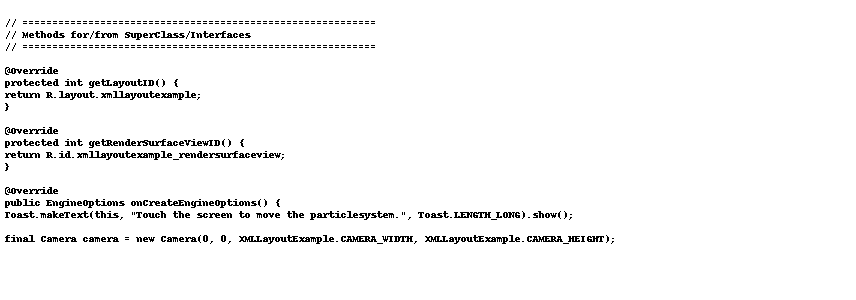 // ===========================================================
// Methods for/from SuperClass/Interfaces
// ===========================================================
@Override
protected int getLayoutID() {
return R.layout.xmllayoutexample;
}
@Override
protected int getRenderSurfaceViewID() {
return R.id.xmllayoutexample_rendersurfaceview;
}
@Override
public EngineOptions onCreateEngineOptions() {
Toast.makeText(this, "Touch the screen to move the particlesystem.", Toast.LENGTH_LONG).show();
final Camera camera = new Camera(0, 0, XMLLayoutExample.CAMERA_WIDTH, XMLLayoutExample.CAMERA_HEIGHT);